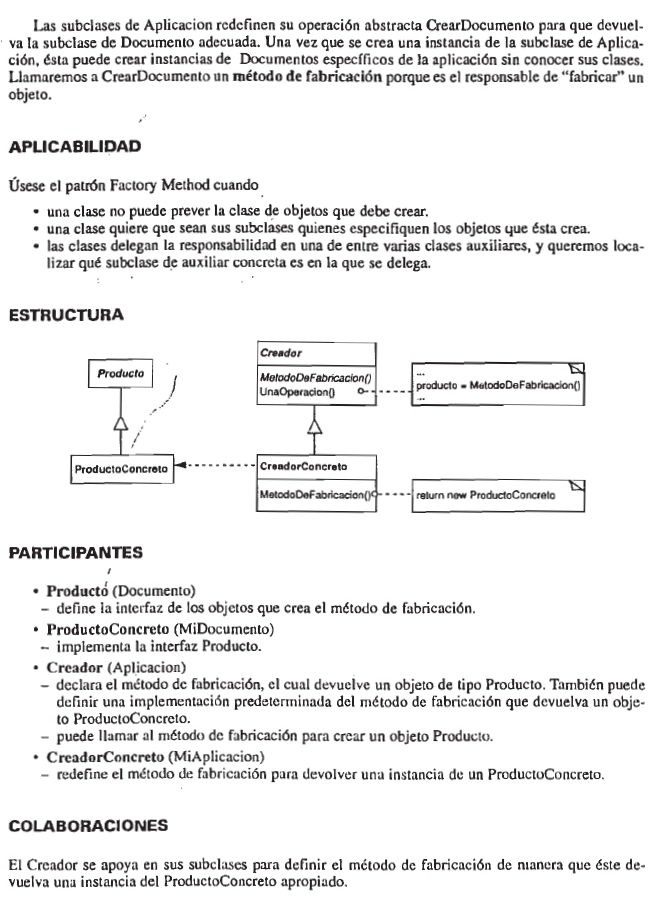 Las subclases de Aplicacion redefinen su operación abstracta CrearDocumento para que devuel-
va la subclase de Documento adecuada. Una vez que se crea una instancia de la subclase de Aplica-
ción, ésta puede crear instancias de Documentos específicos de la aplicación sin conocer sus clases.
Llamaremos a CrearDocumento un método de fabricación porque es el responsable de “fabricar” un
objeto.
APLICABILIDAD
Úsese el patrón Factory Method cuando
• una clase no puede prever la clase de objetos que debe crear.
• una clase quiere que sean sus subclases quienes especifiquen los objetos que ésta crea.
• las clases delegan la responsabilidad en una de entre varias clases auxiliares, y queremos loca-
lizar qué subclase de auxiliar concreta es en la que se delega.
ESTRUCTURA
Producto
Creador
MetodoDeFabricacion()
UnaOperacion()
...
producto = MetodoDeFabricacion()
...
ProductoConcreto
CreadorConcreto
MetodoDeFabricacion()
return new ProductoConcreto
PARTICIPANTES
• Producto (Documento)
– define la interfaz de los objetos que crea el método de fabricación.
• ProductoConcreto (MiDocumento)
– implementa la interfaz Producto.
• Creador (Aplicacion)
– declara el método de fabricación, el cual devuelve un objeto de tipo Producto. También puede
definir una implementación predeterminada del método de fabricación que devuelva un obje-
to ProductoConcreto.
– puede llamar al método de fabricación para crear un objeto Producto.
• CreadorConcreto (MiAplicacion)
– redefine el método de fabricación para devolver una instancia de un ProductoConcreto.
COLABORACIONES
El Creador se apoya en sus subclases para definir el método de fabricación de manera que éste de-
vuelva una instancia del ProductoConcreto apropiado.